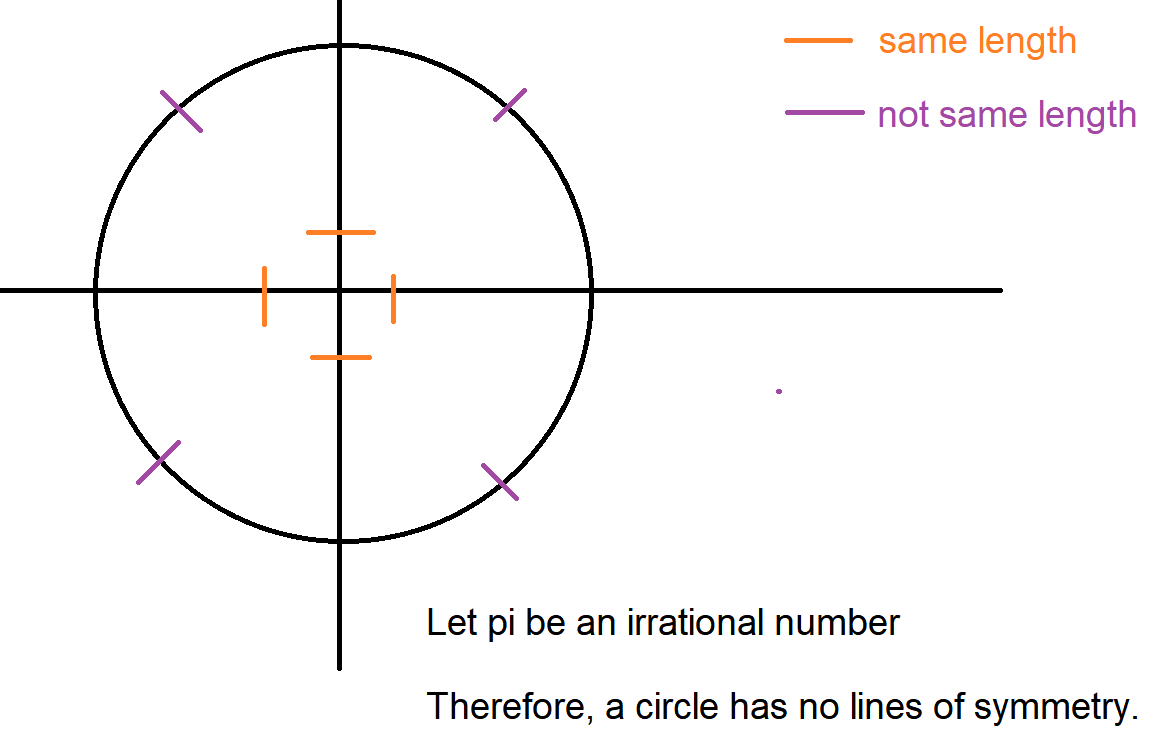 same length
not same length
Let pi be an irrational number
Therefore, a circle has no lines of symmetry.